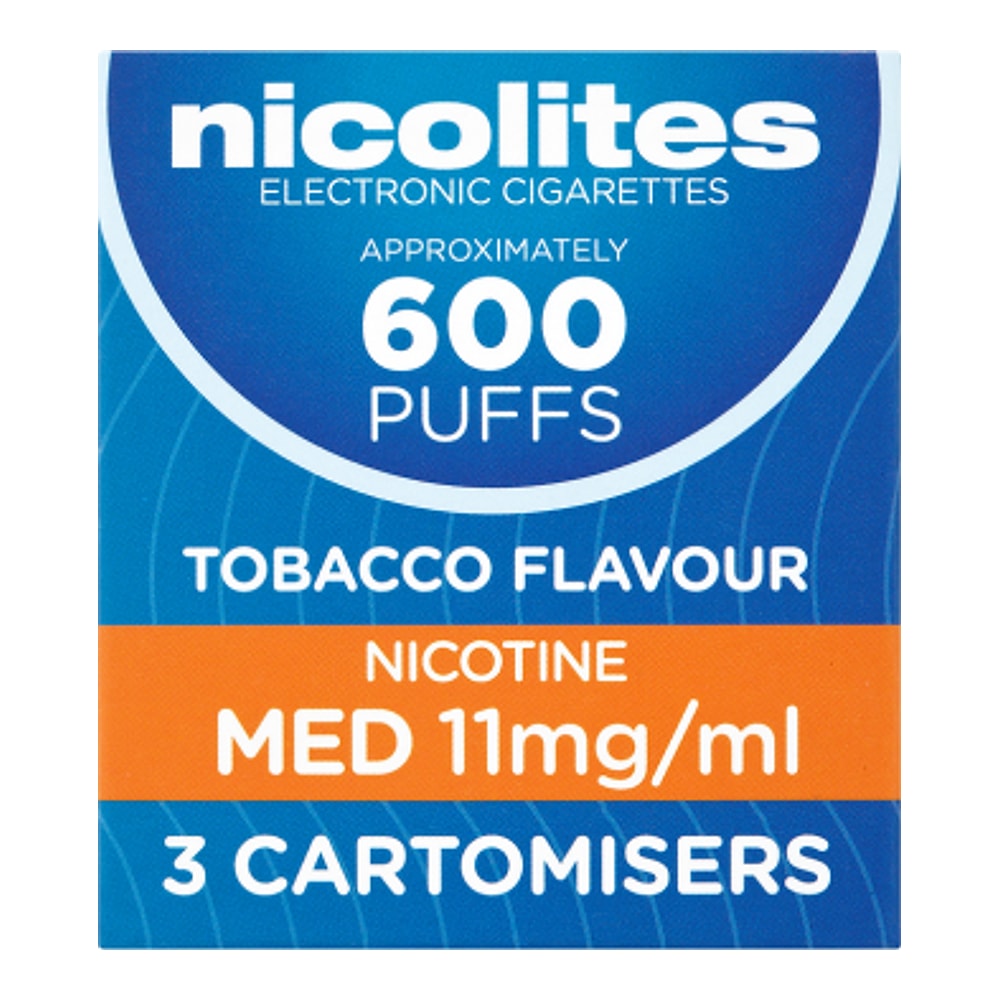 nicolites
ELECTRONIC CIGARETTES
APPROXIMATELY
600
PUFFS
TOBACCO FLAVOUR
NICOTINE
MED 11mg/ml
3 CARTOMISERS